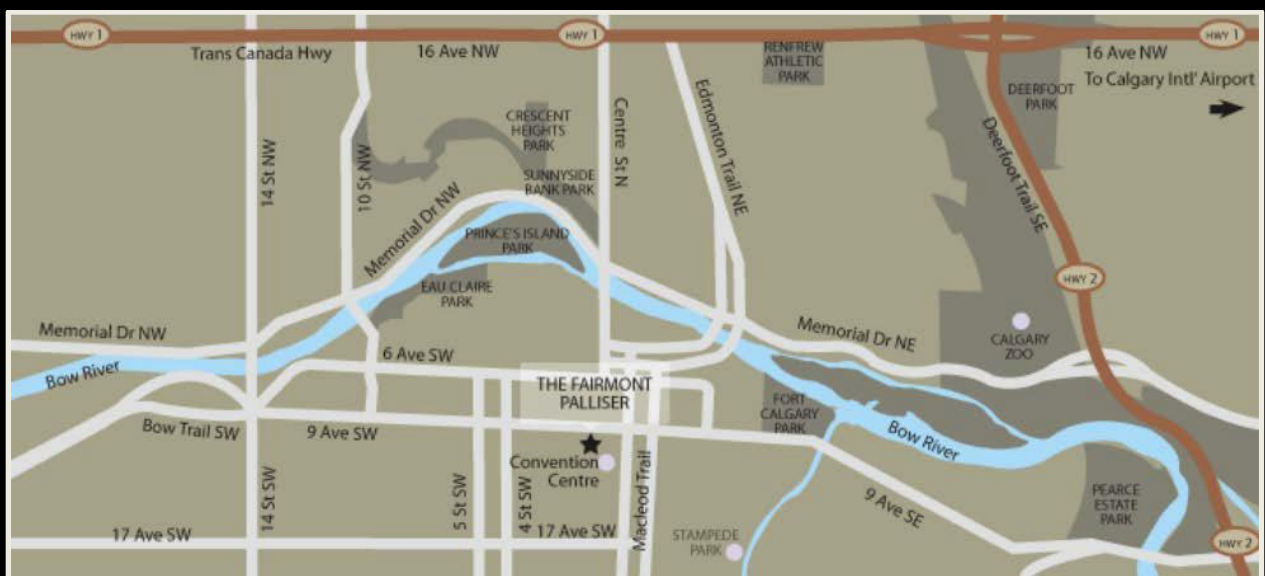 HWY 1
HWY 1
HWY 1
Trans Canada Hwy
16 Ave NW
RENFREW
ATHLETIC
PARK
16 Ave NW
To Calgary Intl' Airport
DEERFOOT
PARK
CRESCENT
HEIGHTS
PARK
Centre St N
Edmonton Trail NE
Deerfoot Trail SE
14 St NW
10 St NW
SUNNYSIDE
BANK PARK
Memorial Dr NW
PRINCE'S ISLAND
PARK
EAU CLAIRE
PARK
HWY 2
Memorial Dr NW
Memorial Dr NE
CALGARY
ZOO
Bow River
6 Ave SW
THE FAIRMONT
PALLISER
FORT
CALGARY
PARK
Bow Trail SW
9 Ave SW
Bow River
Convention
Centre
14 St SW
5 St SW
4 St SW
Macleod Trail
9 Ave SE
PEARCE
ESTATE
PARK
17 Ave SW
17 Ave SW
STAMPEDE
PARK
HWY 2